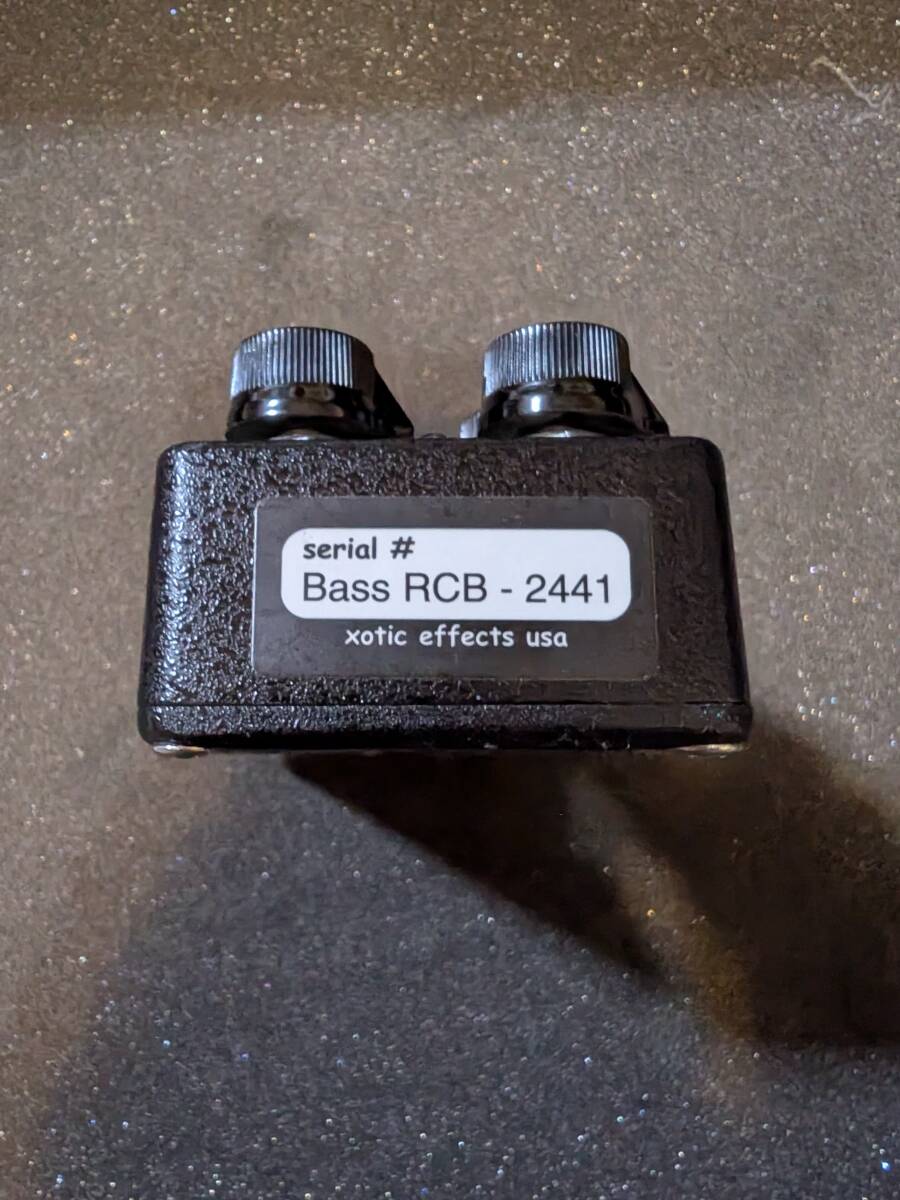 serial #
Bass RCB - 2441
xotic effects usa